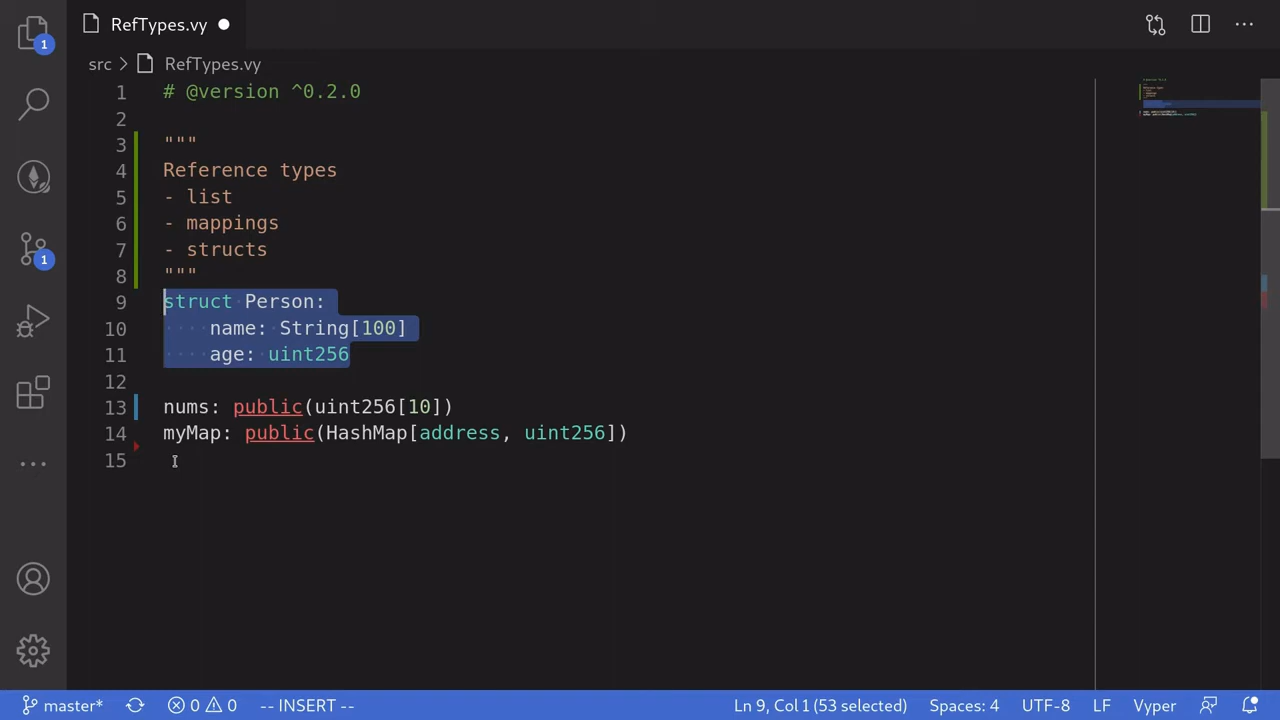 RefTypes.vy
src > RefTypes.vy
1 # @version ^0.2.0
2
3 """
4 Reference types
5 - list
6 - mappings
7 - structs
8 """
9 struct Person:
10     name: String[100]
11     age: uint256
12
13 nums: public(uint256[10])
14 myMap: public(HashMap[address, uint256])
15
1
1
master* 0 0 -- INSERT -- Ln 9, Col 1 (53 selected) Spaces: 4 UTF-8 LF Vyper